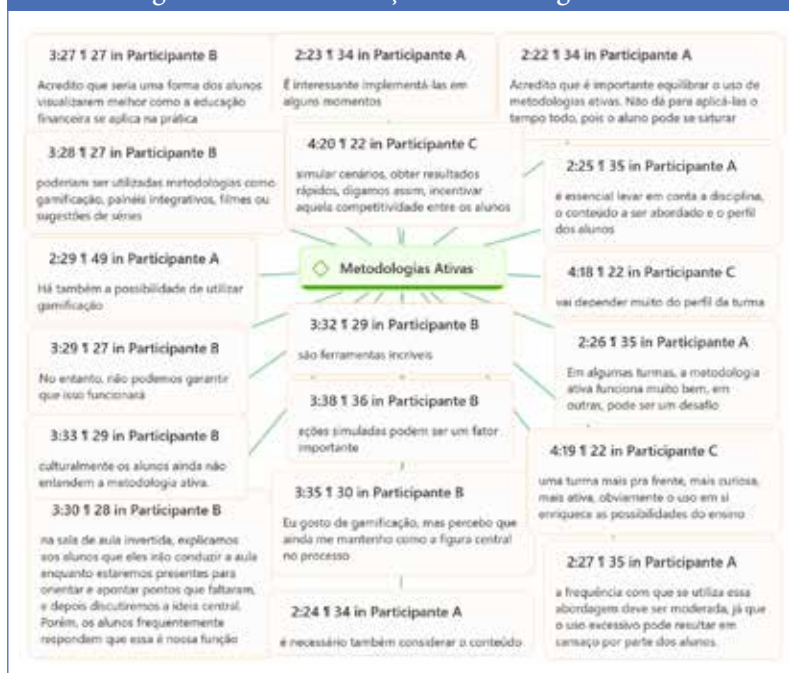 3:27 ¶ 27 in Participante B
Acredito que seria uma forma dos alunos
visualizarem melhor como a educação
financeira se aplica na prática
2:23 ¶ 34 in Participante A
É interessante implementá-las em
alguns momentos
2:22 ¶ 34 in Participante A
Acredito que é importante equilibrar o uso de
metodologias ativas. Não dá para aplicá-las o
tempo todo, pois o aluno pode se saturar
3:28 ¶ 27 in Participante B
poderiam ser utilizadas metodologias como
gamificação, painéis integrativos, filmes ou
sugestões de séries
4:20 ¶ 22 in Participante C
simular cenários, obter resultados
rápidos, digamos assim, incentivar
aquela competitividade entre os alunos
2:25 ¶ 35 in Participante A
é essencial levar em conta a disciplina,
o conteúdo a ser abordado e o perfil
dos alunos
2:29 ¶ 49 in Participante A
Há também a possibilidade de utilizar
gamificação
Metodologias Ativas
4:18 ¶ 22 in Participante C
vai depender muito do perfil da turma
3:29 ¶ 27 in Participante B
No entanto, não podemos garantir
que isso funcionará
3:32 ¶ 29 in Participante B
são ferramentas incríveis
2:26 ¶ 35 in Participante A
Em algumas turmas, a metodologia
ativa funciona muito bem, em
outras, pode ser um desafio
3:33 ¶ 29 in Participante B
culturalmente os alunos ainda não
entendem a metodologia ativa.
3:38 ¶ 36 in Participante B
ações simuladas podem ser um fator
importante
4:19 ¶ 22 in Participante C
uma turma mais pra frente, mais curiosa,
mais ativa, obviamente o uso em si
enriquece as possibilidades do ensino
3:30 ¶ 28 in Participante B
na sala de aula invertida, explicamos
aos alunos que eles irão conduzir a aula
enquanto estaremos presentes para
orientar e apontar pontos que faltaram,
e depois discutiremos a ideia central.
Porém, os alunos frequentemente
respondem que essa é nossa função
3:35 ¶ 30 in Participante B
Eu gosto de gamificação, mas percebo que
ainda me mantenho como a figura central
no processo
2:27 ¶ 35 in Participante A
a frequência com que se utiliza essa
abordagem deve ser moderada, já que
o uso excessivo pode resultar em
cansaço por parte dos alunos.
2:24 ¶ 34 in Participante A
é necessário também considerar o conteúdo